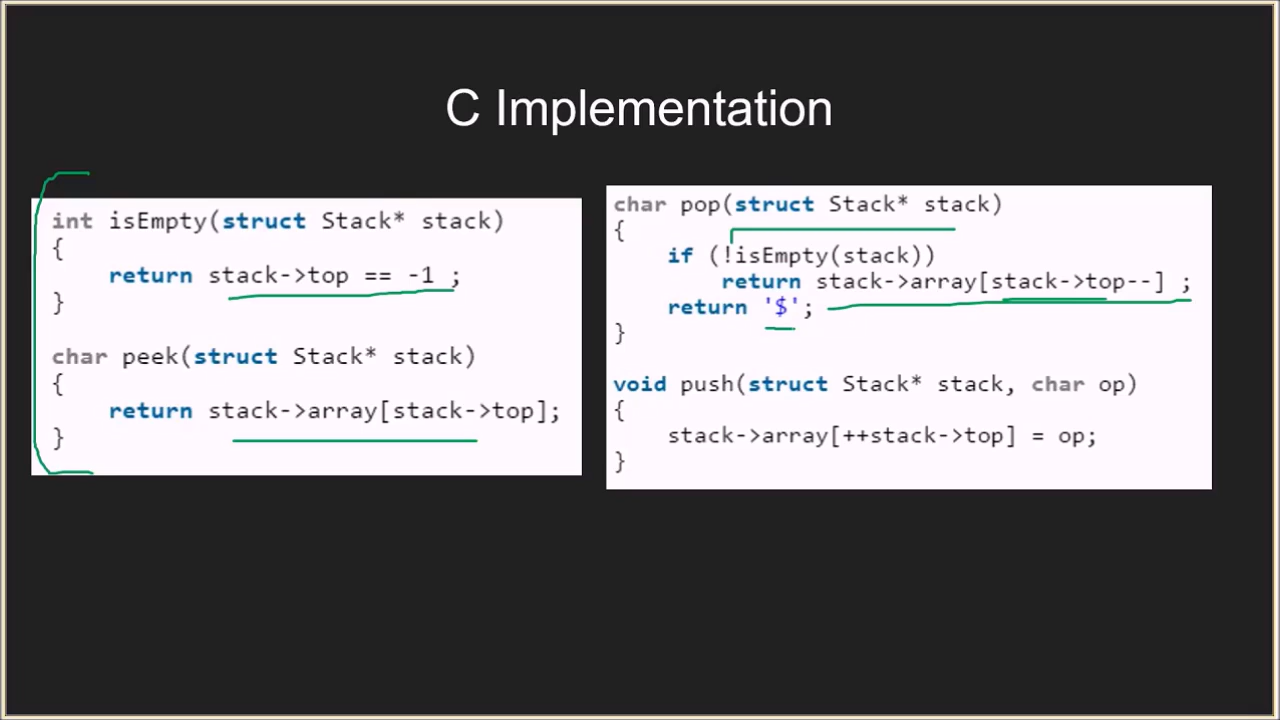 C Implementation
int isEmpty(struct Stack* stack)
{
    return stack->top == -1 ;
}
char peek(struct Stack* stack)
{
    return stack->array[stack->top];
}
char pop(struct Stack* stack)
{
    if (!isEmpty(stack))
        return stack->array[stack->top--] ;
    return '$';
}
void push(struct Stack* stack, char op)
{
    stack->array[++stack->top] = op;
}